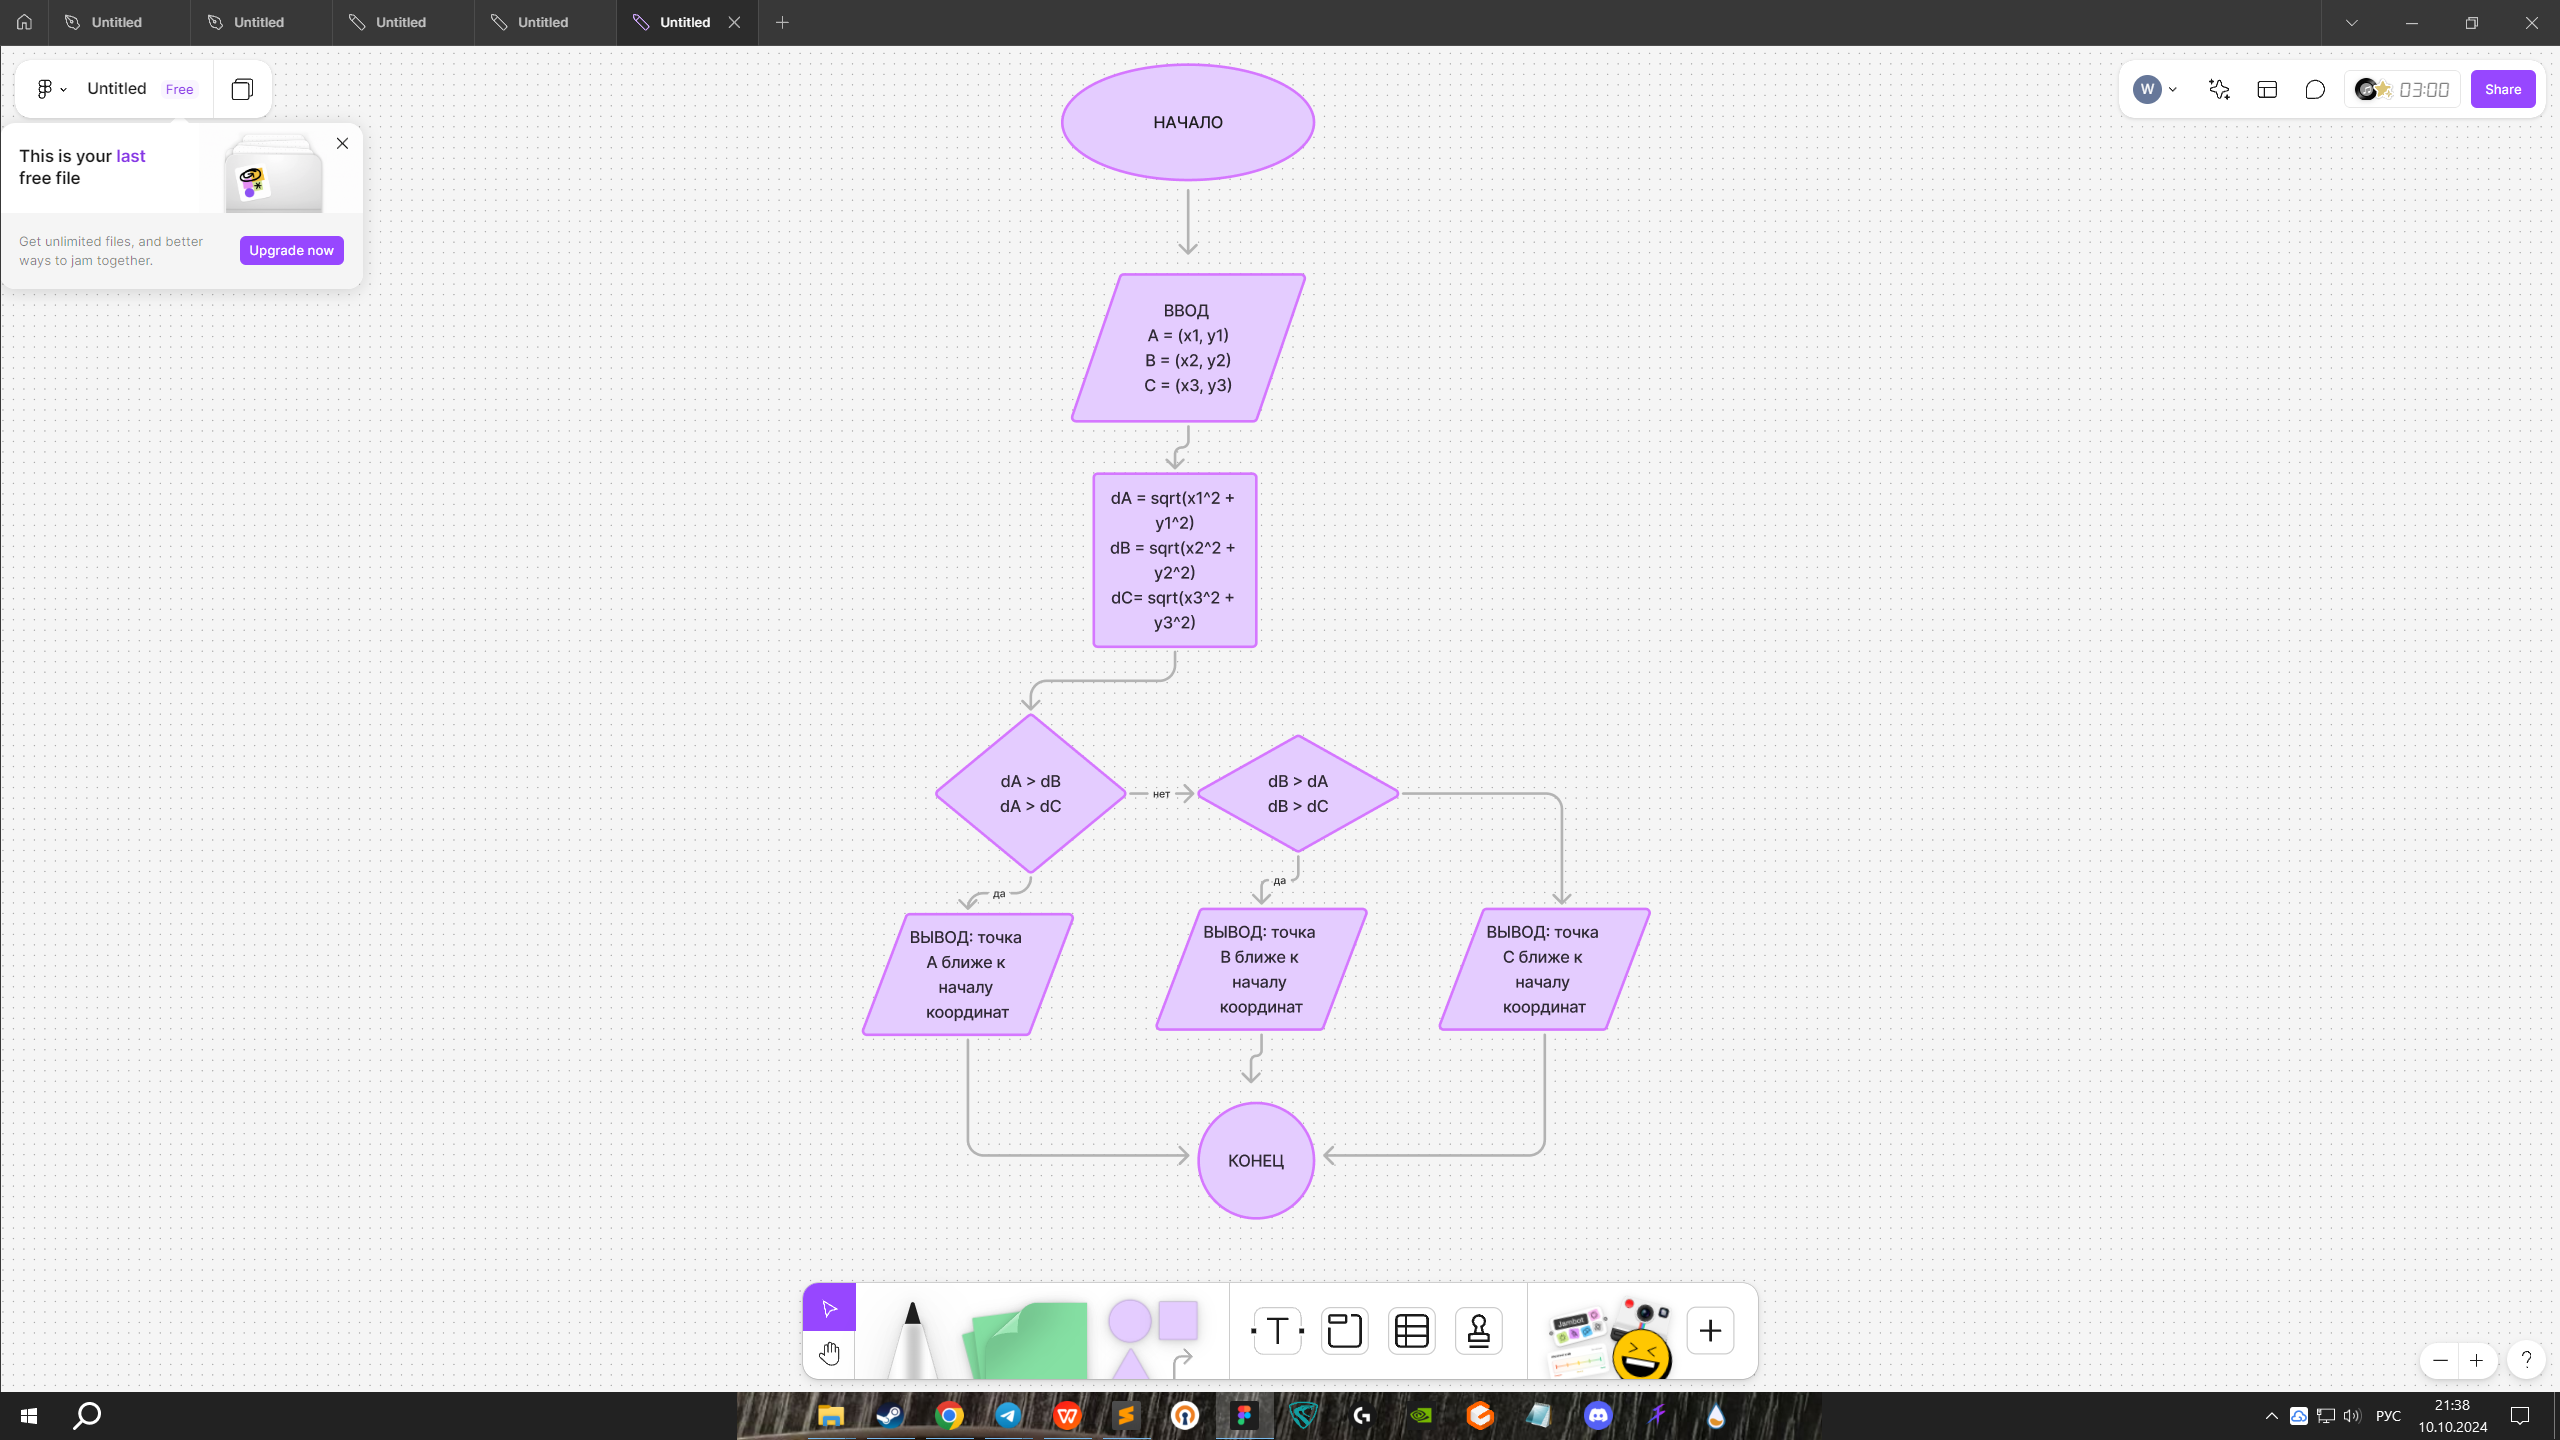 Untitled
Untitled
Untitled
Untitled
Untitled
Untitled
Free
W
03:00
Share
This is your last
free file
Get unlimited files, and better
ways to jam together.
Upgrade now
НАЧАЛО
ВВОД
A = (x1, y1)
B = (x2, y2)
C = (x3, y3)
dA = sqrt(x1^2 +
y1^2)
dB = sqrt(x2^2 +
y2^2)
dC= sqrt(x3^2 +
y3^2)
dA > dB
dA > dC
нет
dB > dA
dB > dC
да
да
ВЫВОД: точка
А ближе к
началу
координат
ВЫВОД: точка
В ближе к
началу
координат
ВЫВОД: точка
С ближе к
началу
координат
КОНЕЦ
T
Jambot
?
РУС
21:38
10.10.2024